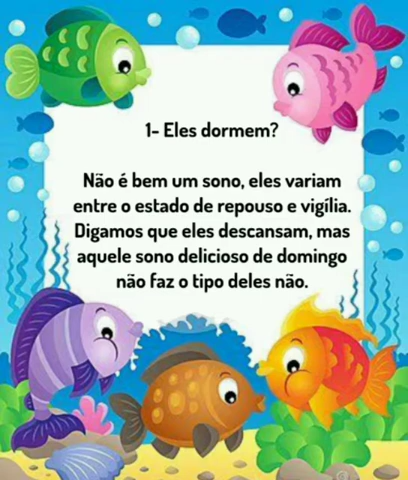 1- Eles dormem?
Não é bem um sono, eles variam
entre o estado de repouso e vigília.
Digamos que eles descansam, mas
aquele sono delicioso de domingo
não faz o tipo deles não.